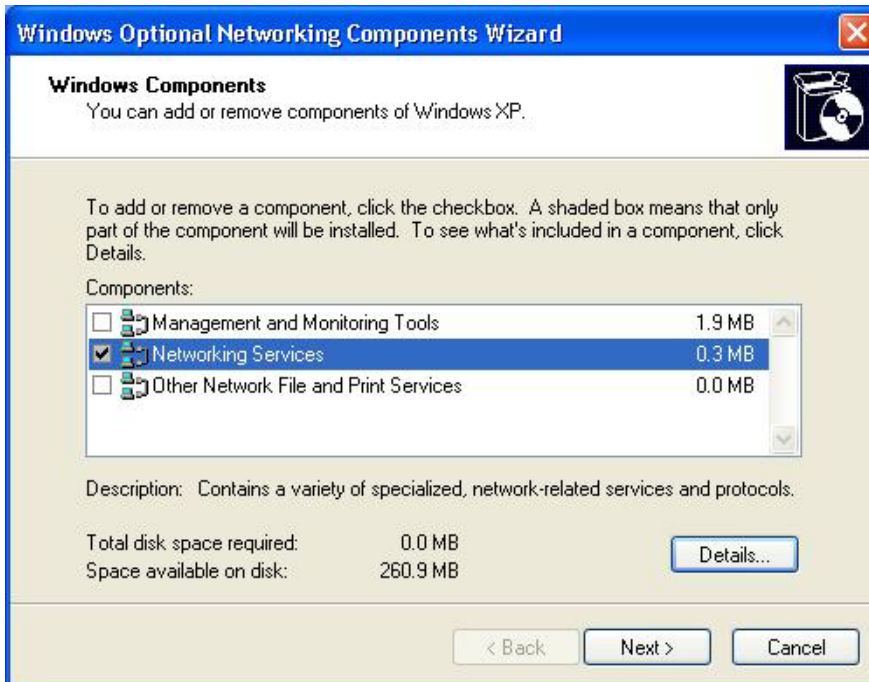 Windows Optional Networking Components Wizard
Windows Components
You can add or remove components of Windows XP.
To add or remove a component, click the checkbox. A shaded box means that only
part of the component will be installed. To see what's included in a component, click
Details.
Components:
Management and Monitoring Tools 1.9 MB
Networking Services 0.3 MB
Other Network File and Print Services 0.0 MB
Description: Contains a variety of specialized, network-related services and protocols.
Total disk space required: 0.0 MB
Space available on disk: 260.9 MB
Details...
< Back Next > Cancel